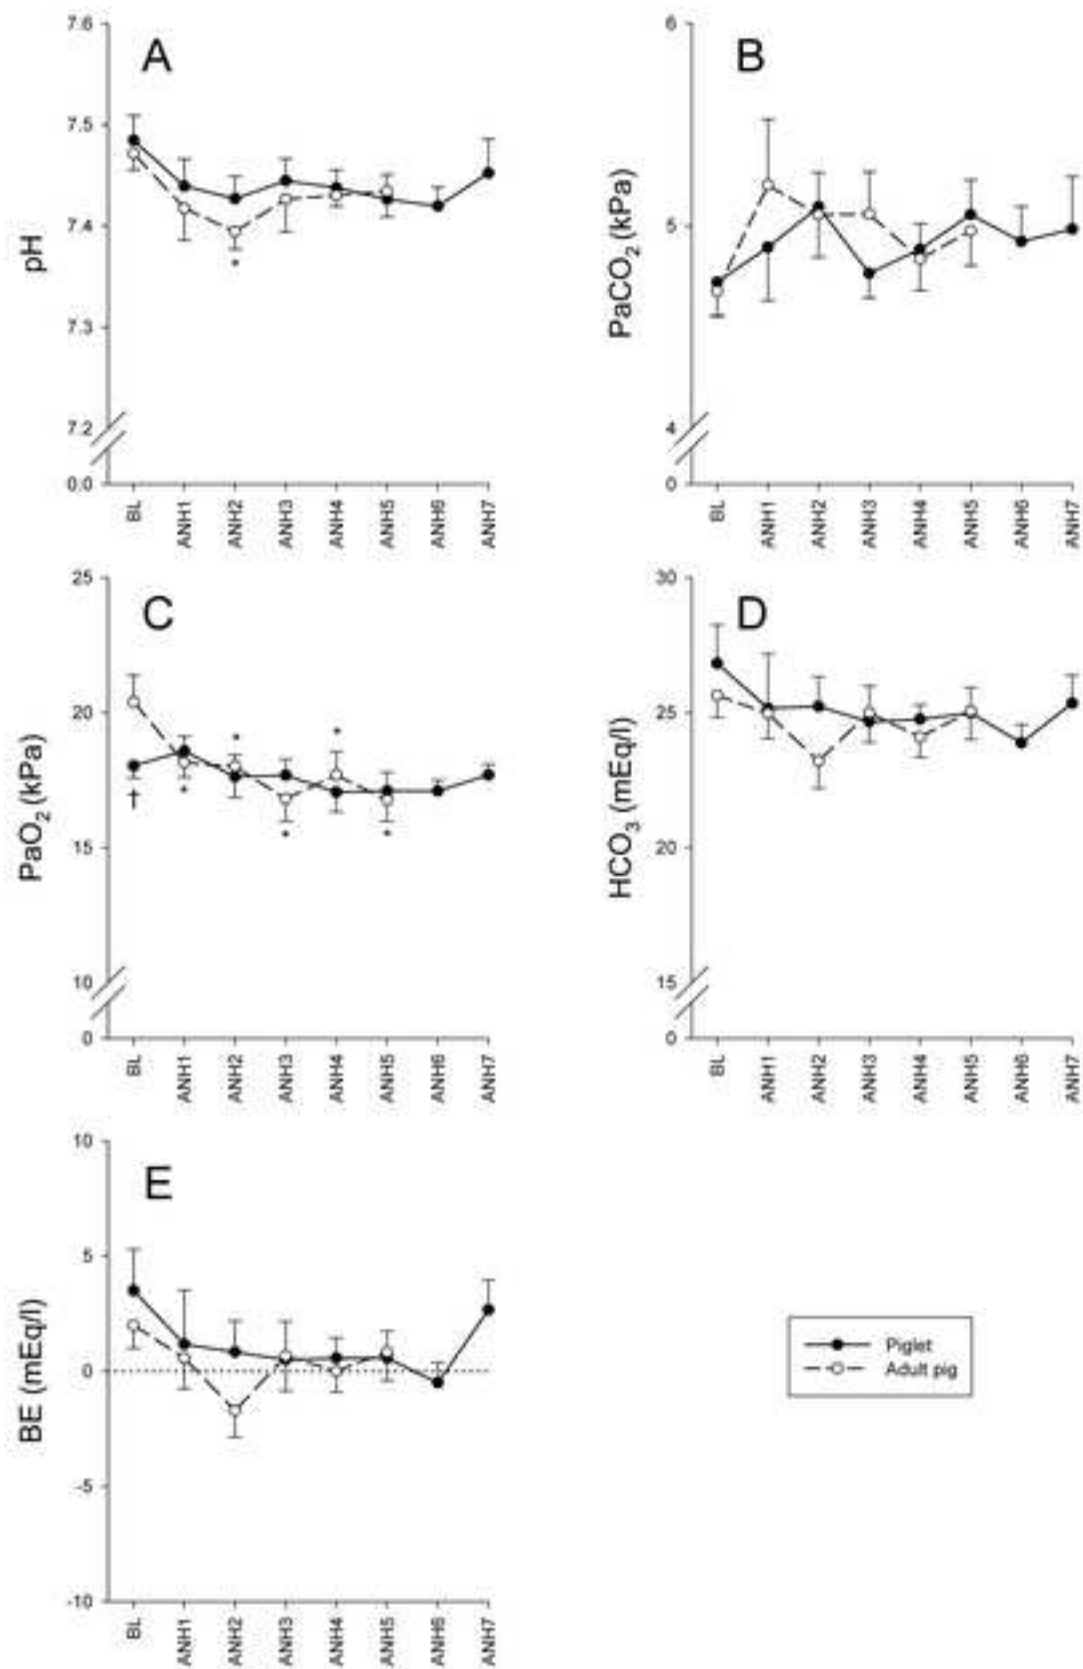 A
7.6
7.5
7.4
7.3
7.2
0.0
pH
BL
ANH1
ANH2
ANH3
ANH4
ANH5
ANH6
ANH7
*
B
6
5
4
0
PaCO2 (kPa)
BL
ANH1
ANH2
ANH3
ANH4
ANH5
ANH6
ANH7
C
25
20
15
10
0
PaO2 (kPa)
BL
ANH1
ANH2
ANH3
ANH4
ANH5
ANH6
ANH7
†
*
*
*
*
*
D
30
25
20
15
0
HCO3 (mEq/l)
BL
ANH1
ANH2
ANH3
ANH4
ANH5
ANH6
ANH7
E
10
5
0
-5
-10
BE (mEq/l)
BL
ANH1
ANH2
ANH3
ANH4
ANH5
ANH6
ANH7
Piglet
Adult pig